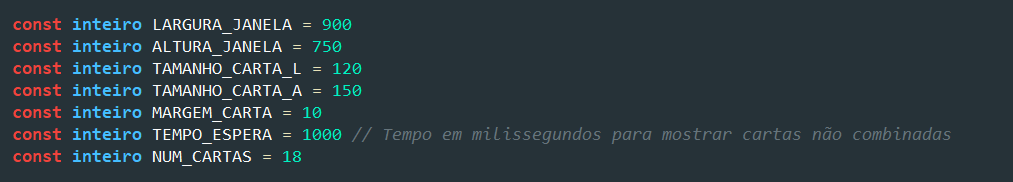 const inteiro LARGURA_JANELA = 900
const inteiro ALTURA_JANELA = 750
const inteiro TAMANHO_CARTA_L = 120
const inteiro TAMANHO_CARTA_A = 150
const inteiro MARGEM_CARTA = 10
const inteiro TEMPO_ESPERA = 1000 // Tempo em milissegundos para mostrar cartas não combinadas
const inteiro NUM_CARTAS = 18